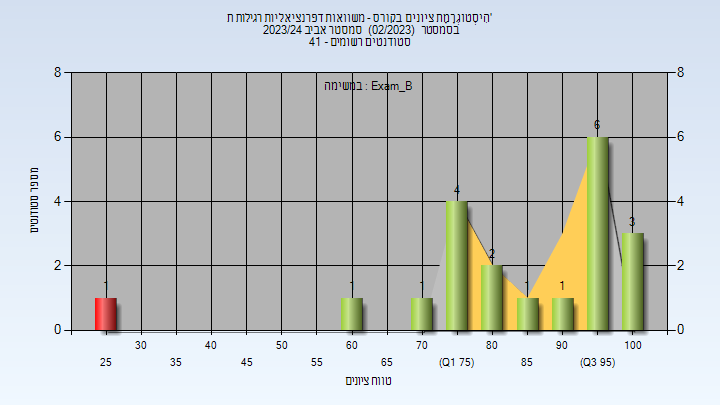 הִיסְטוֹגְרָמַת ציונים בקורס - משוואות דפרנציאליות רגילות ת'
בסמסטר (02/2023) סמסטר אביב 2023/24
סטודנטים רשומים - 41
במשימה : Exam_B
מספר סטודנטים
8 8
6 6
4 4
2 2
0 0
1 1 1 4 2 1 1 6 3
30 40 50 60 70 80 90 100
25 35 45 55 65 (Q1 75) 85 (Q3 95)
טווח ציונים